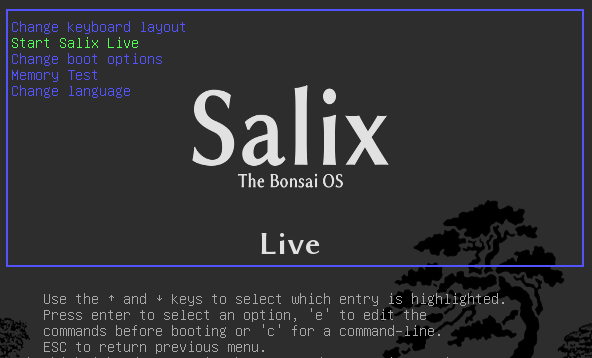 Change keyboard layout
Start Salix Live
Change boot options
Memory Test
Change language
Salix
The Bonsai OS
Live
Use the ↑ and ↓ keys to select which entry is highlighted.
Press enter to select an option, 'e' to edit the
commands before booting or 'c' for a command-line.
ESC to return previous menu.